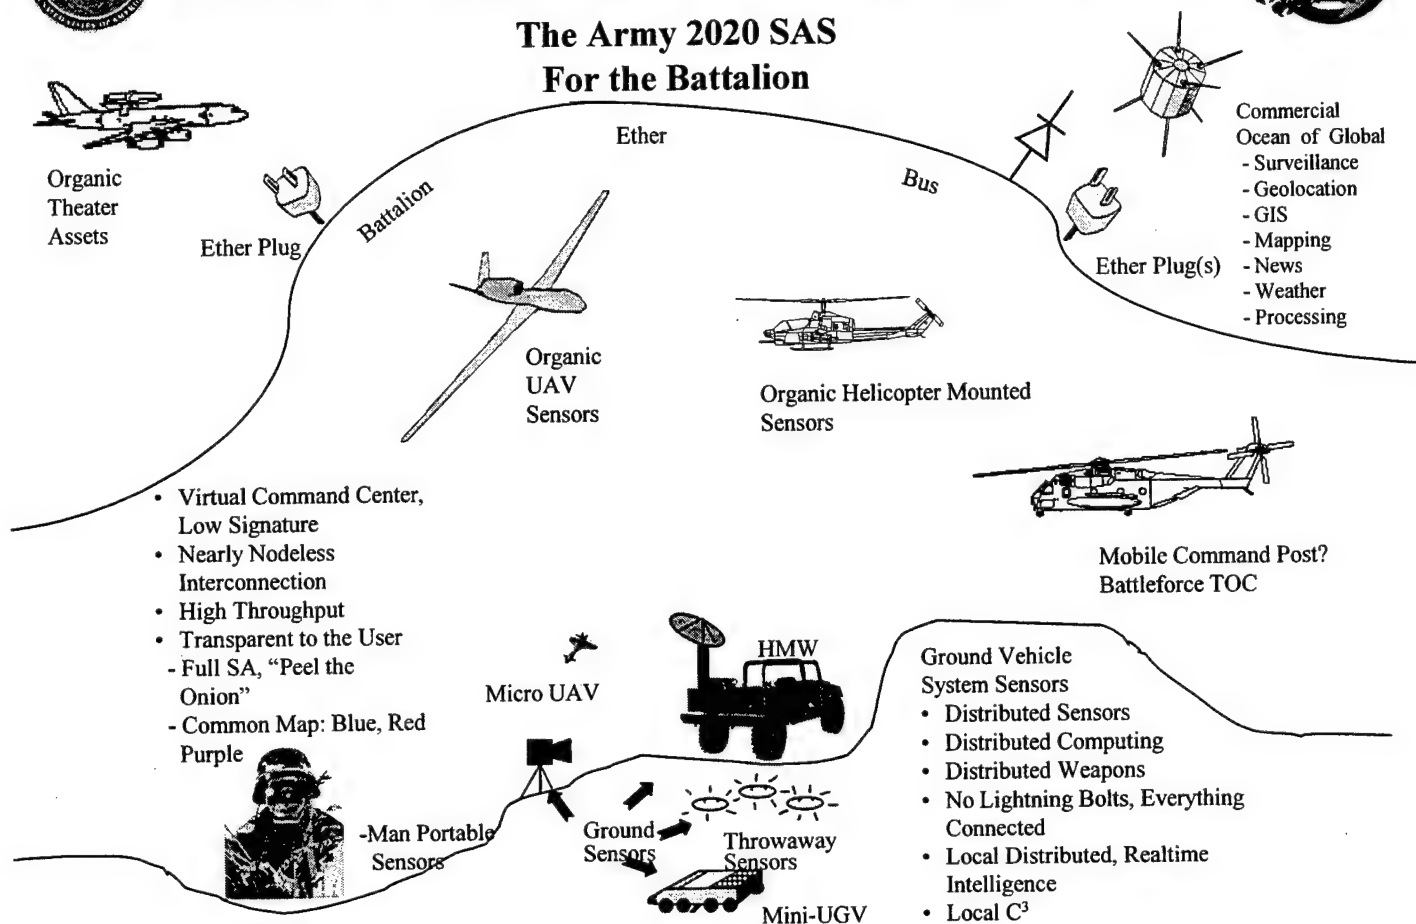 The Army 2020 SAS
For the Battalion
Organic
Theater
Assets
Ether Plug
Battalion
Ether
Bus
Ether Plug(s)
Commercial
Ocean of Global
- Surveillance
- Geolocation
- GIS
- Mapping
- News
- Weather
- Processing
Organic
UAV
Sensors
Organic Helicopter Mounted
Sensors
Mobile Command Post?
Battleforce TOC
• Virtual Command Center,
Low Signature
• Nearly Nodeless
Interconnection
• High Throughput
• Transparent to the User
- Full SA, “Peel the
Onion”
- Common Map: Blue, Red
Purple
-Man Portable
Sensors
Micro UAV
HMW
Ground
Sensors
Throwaway
Sensors
Mini-UGV
Ground Vehicle
System Sensors
• Distributed Sensors
• Distributed Computing
• Distributed Weapons
• No Lightning Bolts, Everything
Connected
• Local Distributed, Realtime
Intelligence
• Local C³